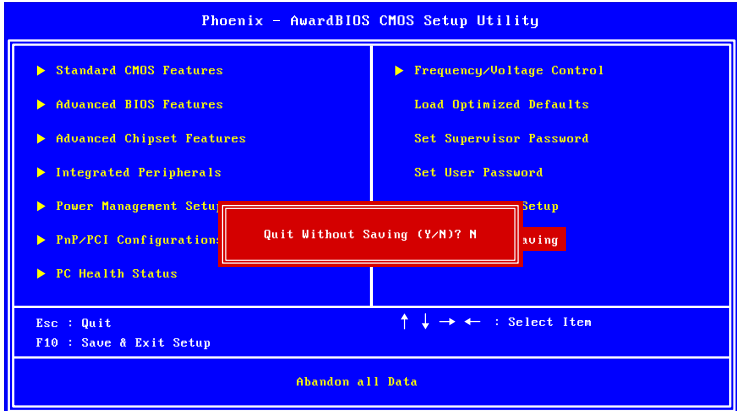 Phoenix - AwardBIOS CMOS Setup Utility
Standard CMOS Features
Advanced BIOS Features
Advanced Chipset Features
Integrated Peripherals
Power Management Setu
PnP/PCI Configuration
PC Health Status
Frequency/Voltage Control
Load Optimized Defaults
Set Supervisor Password
Set User Password
Setup
aving
Quit Without Saving (Y/N)? N
Esc : Quit
F10 : Save & Exit Setup
↑ ↓ → ← : Select Item
Abandon all Data